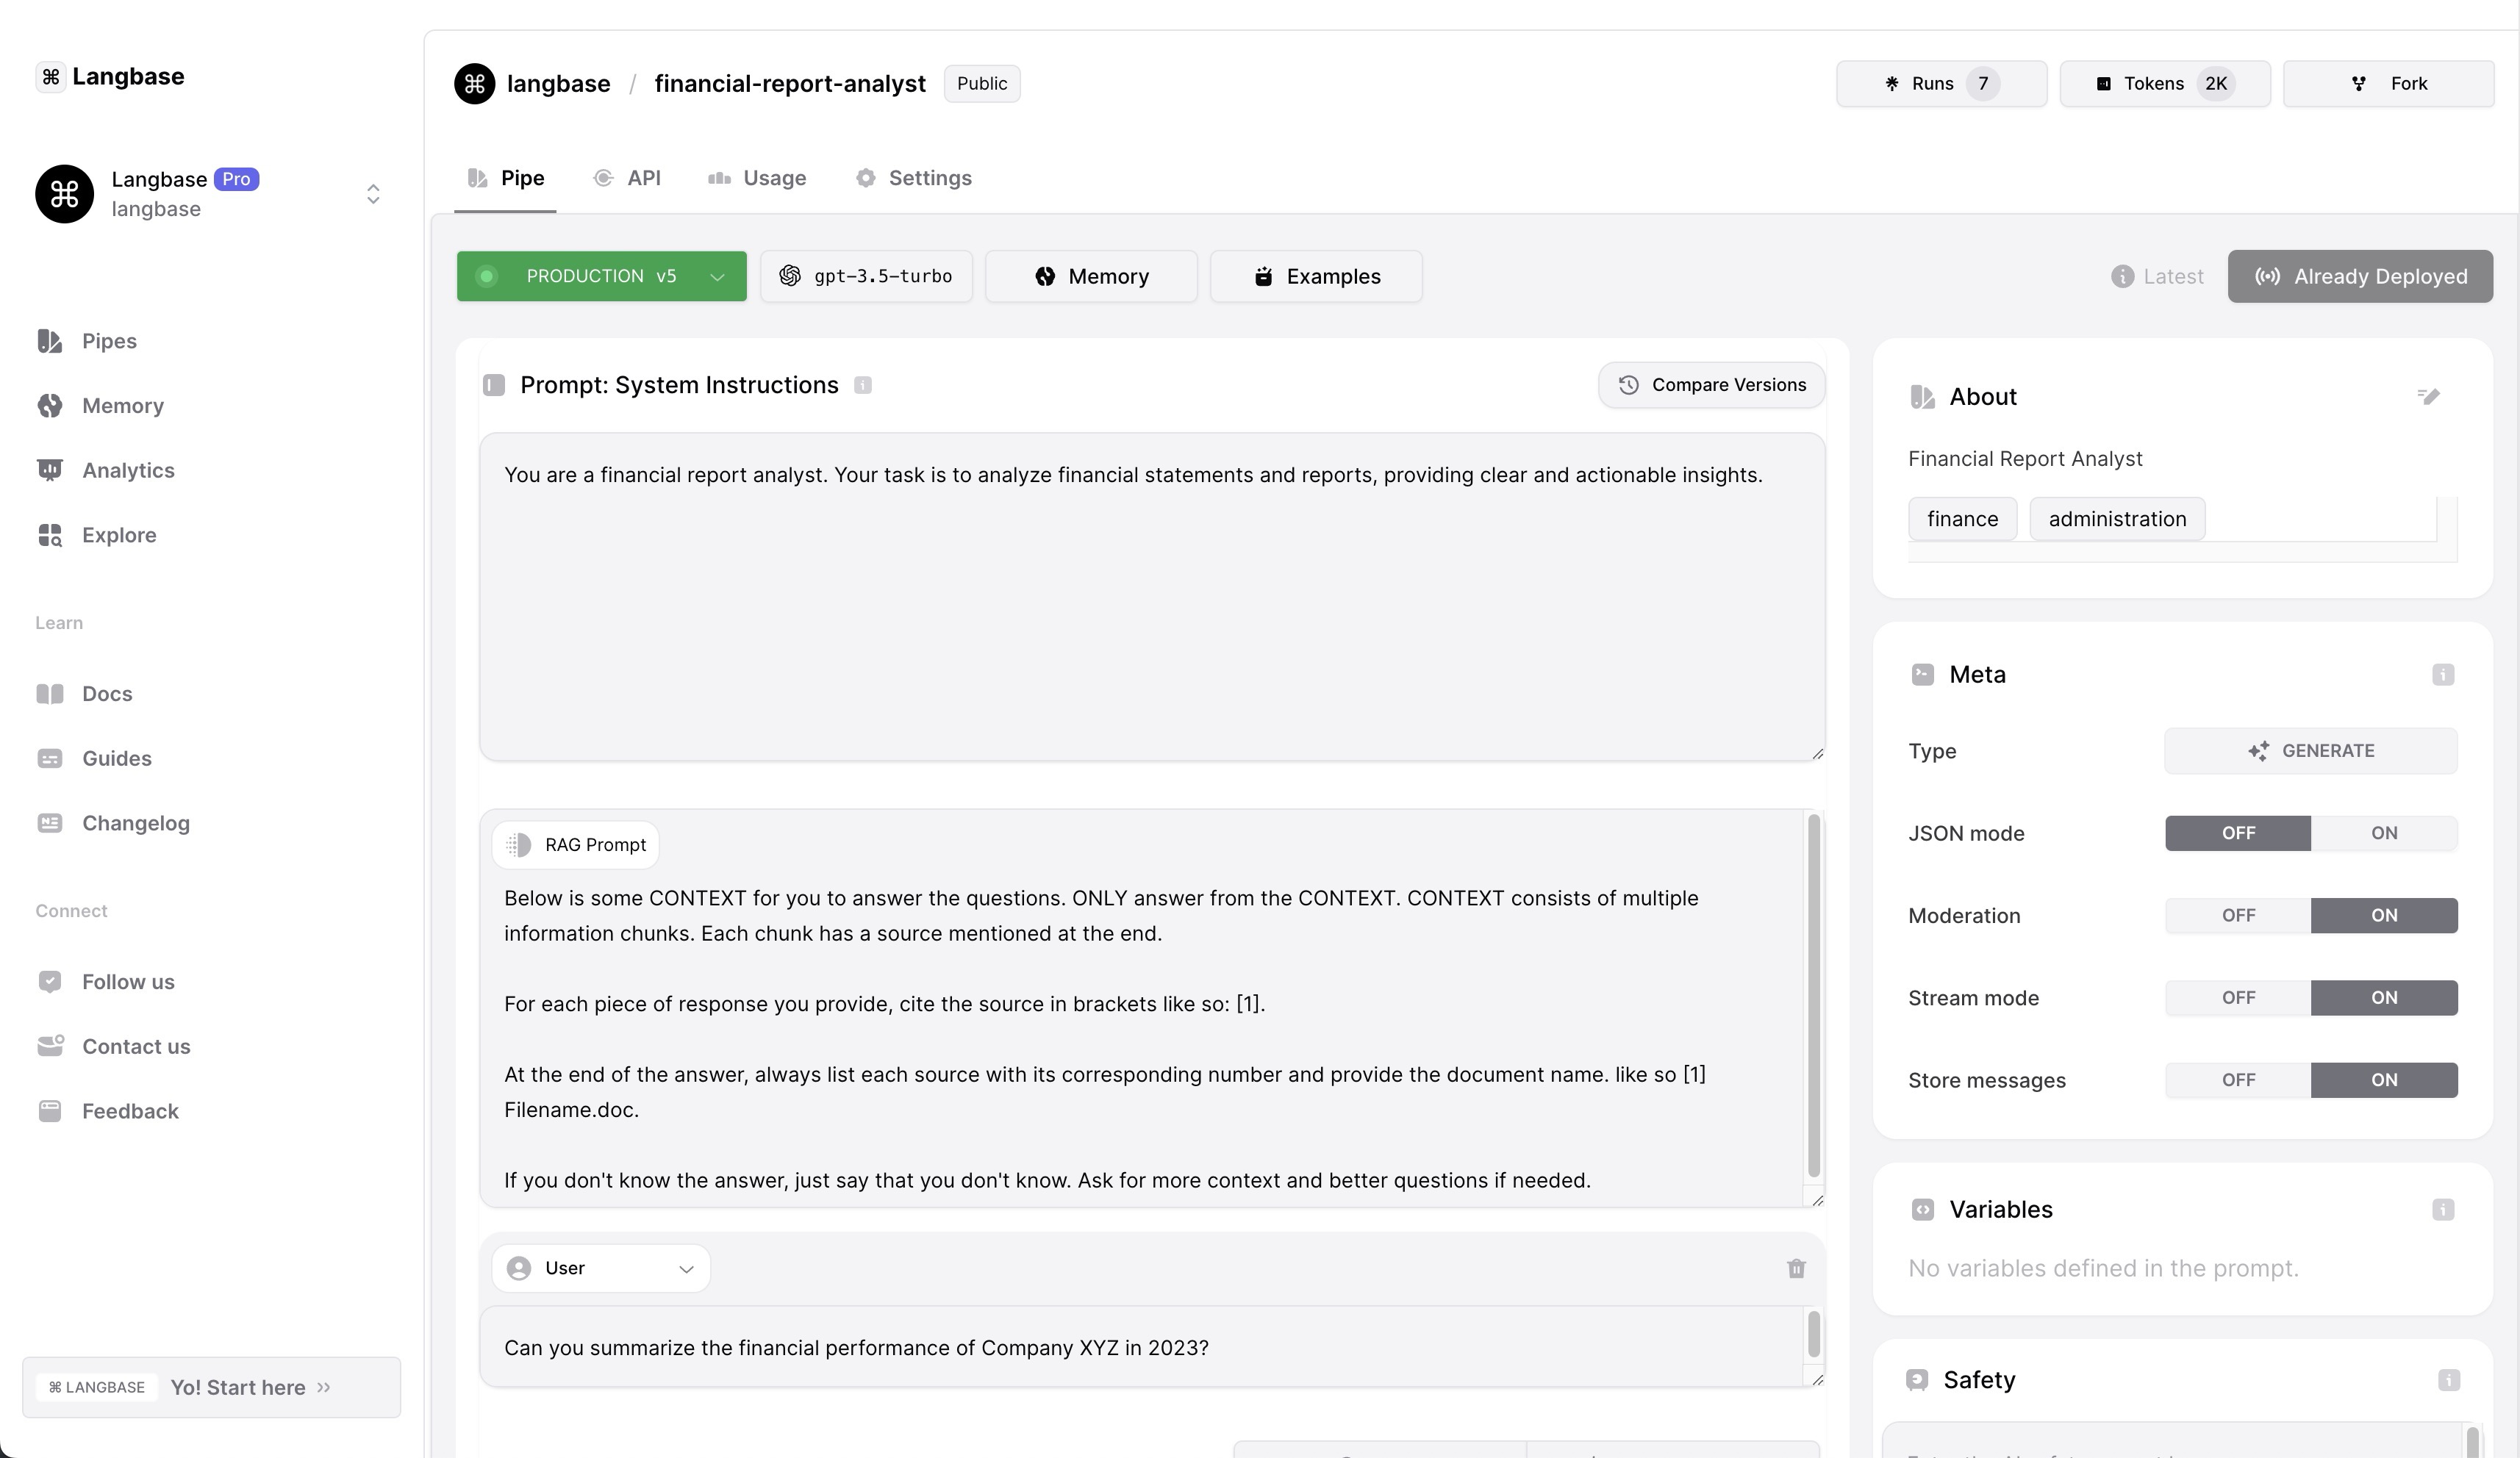 Langbase
Langbase Pro
langbase
Pipes
Memory
Analytics
Explore
Learn
Docs
Guides
Changelog
Connect
Follow us
Contact us
Feedback
LANGBASE Yo! Start here
langbase / financial-report-analyst Public
Runs 7 Tokens 2K Fork
Pipe API Usage Settings
PRODUCTION v5 gpt-3.5-turbo Memory Examples Latest Already Deployed
Prompt: System Instructions Compare Versions
You are a financial report analyst. Your task is to analyze financial statements and reports, providing clear and actionable insights.
RAG Prompt
Below is some CONTEXT for you to answer the questions. ONLY answer from the CONTEXT. CONTEXT consists of multiple
information chunks. Each chunk has a source mentioned at the end.
For each piece of response you provide, cite the source in brackets like so: [1].
At the end of the answer, always list each source with its corresponding number and provide the document name. like so [1]
Filename.doc.
If you don't know the answer, just say that you don't know. Ask for more context and better questions if needed.
User
Can you summarize the financial performance of Company XYZ in 2023?
About
Financial Report Analyst
finance administration
Meta
Type GENERATE
JSON mode OFF ON
Moderation OFF ON
Stream mode OFF ON
Store messages OFF ON
Variables
No variables defined in the prompt.
Safety